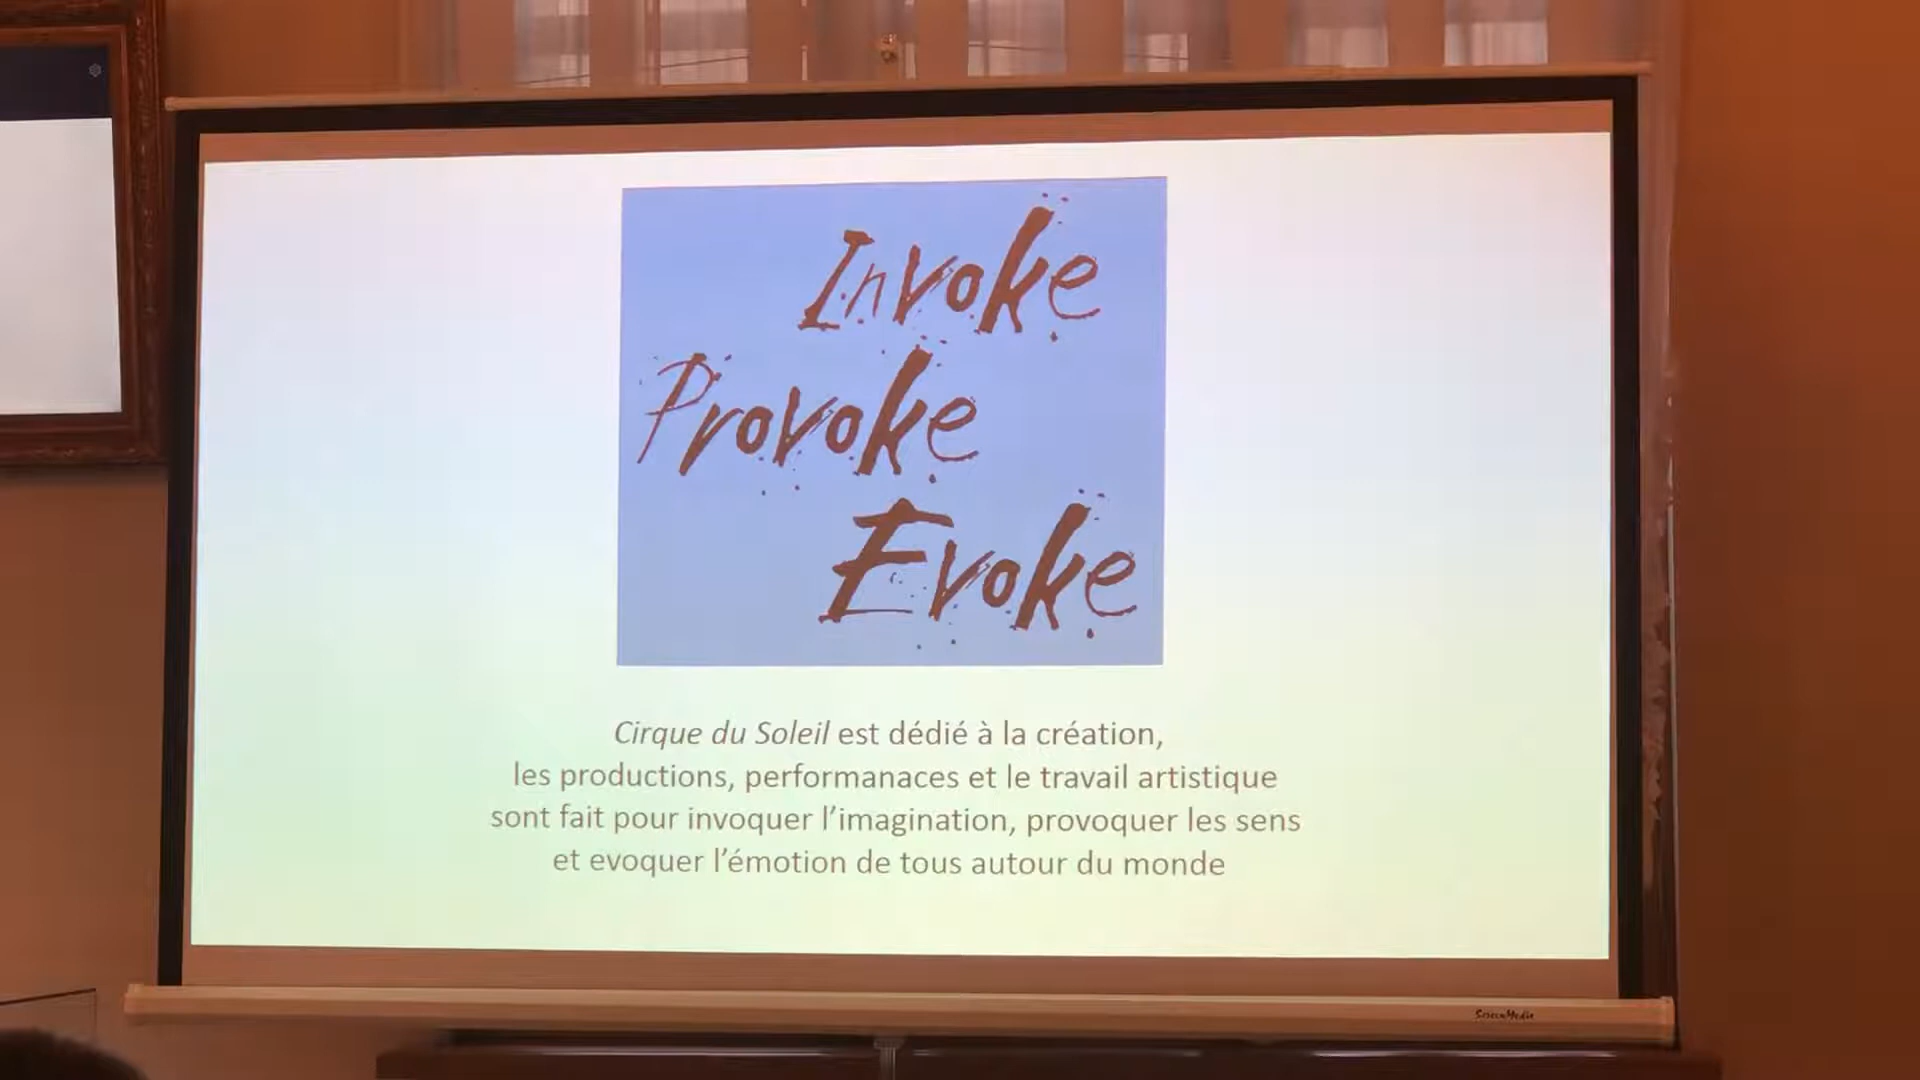 Invoke
Provoke
Evoke
Cirque du Soleil est dédié à la création,
les productions, performanaces et le travail artistique
sont fait pour invoquer l'imagination, provoquer les sens
et evoquer l'émotion de tous autour du monde
ScreenMedia